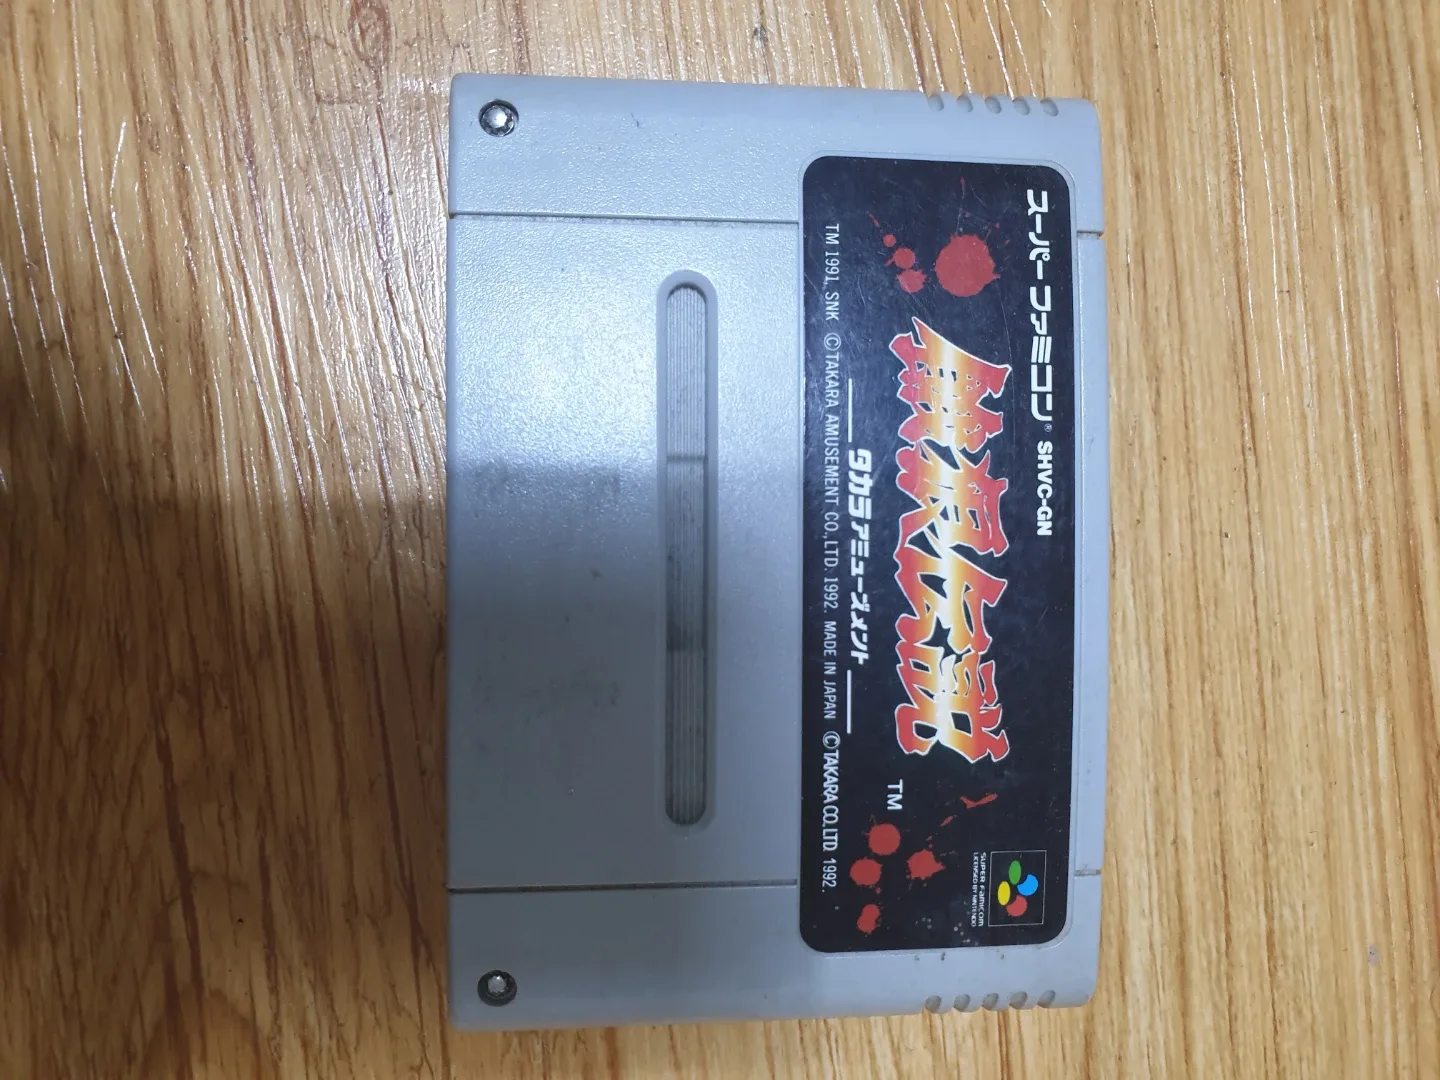 スーパーファミコン® SHVC-GN
餓狼伝説
TM
SUPER FAMICOM
LICENSED BY NINTENDO
タカラアミューズメント
TM 1991, SNK ©TAKARA AMUSEMENT CO.,LTD. 1992. MADE IN JAPAN ©TAKARA CO.,LTD. 1992.